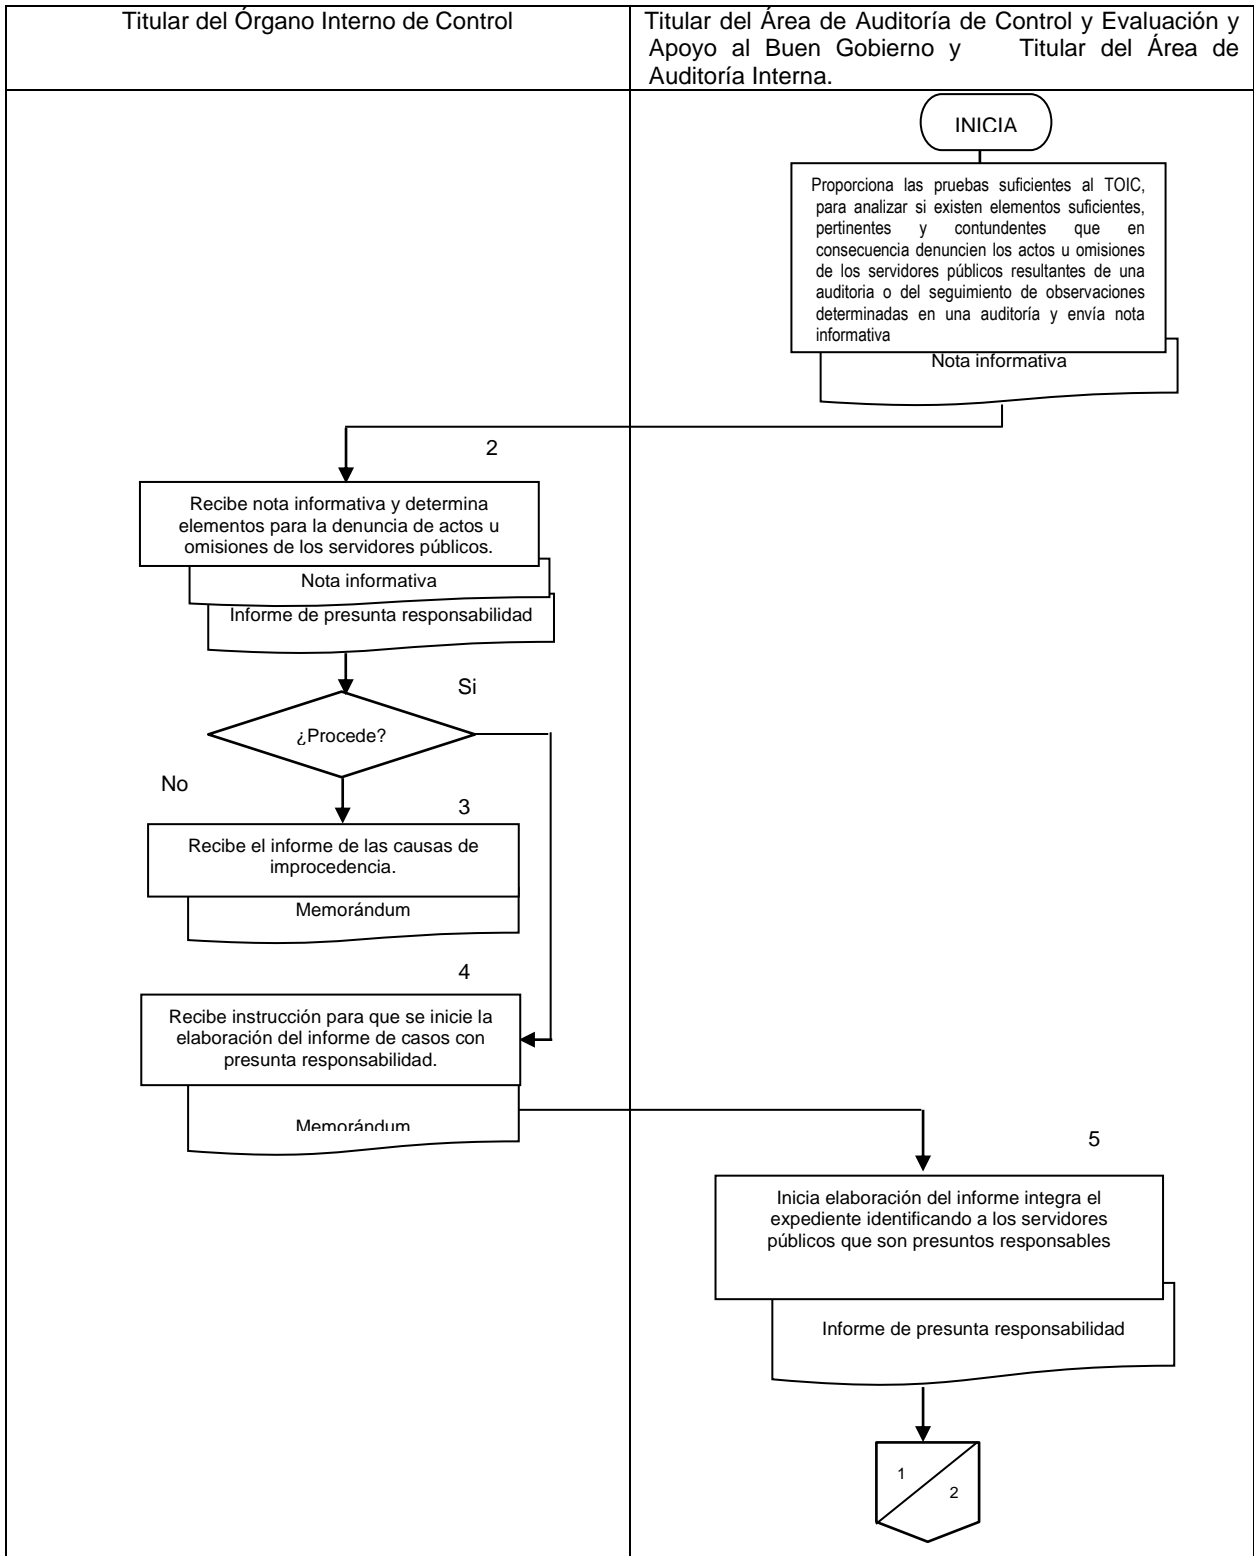 Titular del Órgano Interno de Control
Titular del Área de Auditoría de Control y Evaluación y
Apoyo al Buen Gobierno y Titular del Área de
Auditoría Interna.
INICIA
Proporciona las pruebas suficientes al TOIC,
para analizar si existen elementos suficientes,
pertinentes y contundentes que en
consecuencia denuncien los actos u omisiones
de los servidores públicos resultantes de una
auditoria o del seguimiento de observaciones
determinadas en una auditoría y envía nota
informativa
Nota informativa
2
Recibe nota informativa y determina
elementos para la denuncia de actos u
omisiones de los servidores públicos.
Nota informativa
Informe de presunta responsabilidad
Si
¿Procede?
No
3
Recibe el informe de las causas de
improcedencia.
Memorándum
4
Recibe instrucción para que se inicie la
elaboración del informe de casos con
presunta responsabilidad.
Memorándum
5
Inicia elaboración del informe integra el
expediente identificando a los servidores
públicos que son presuntos responsables
Informe de presunta responsabilidad
1
2